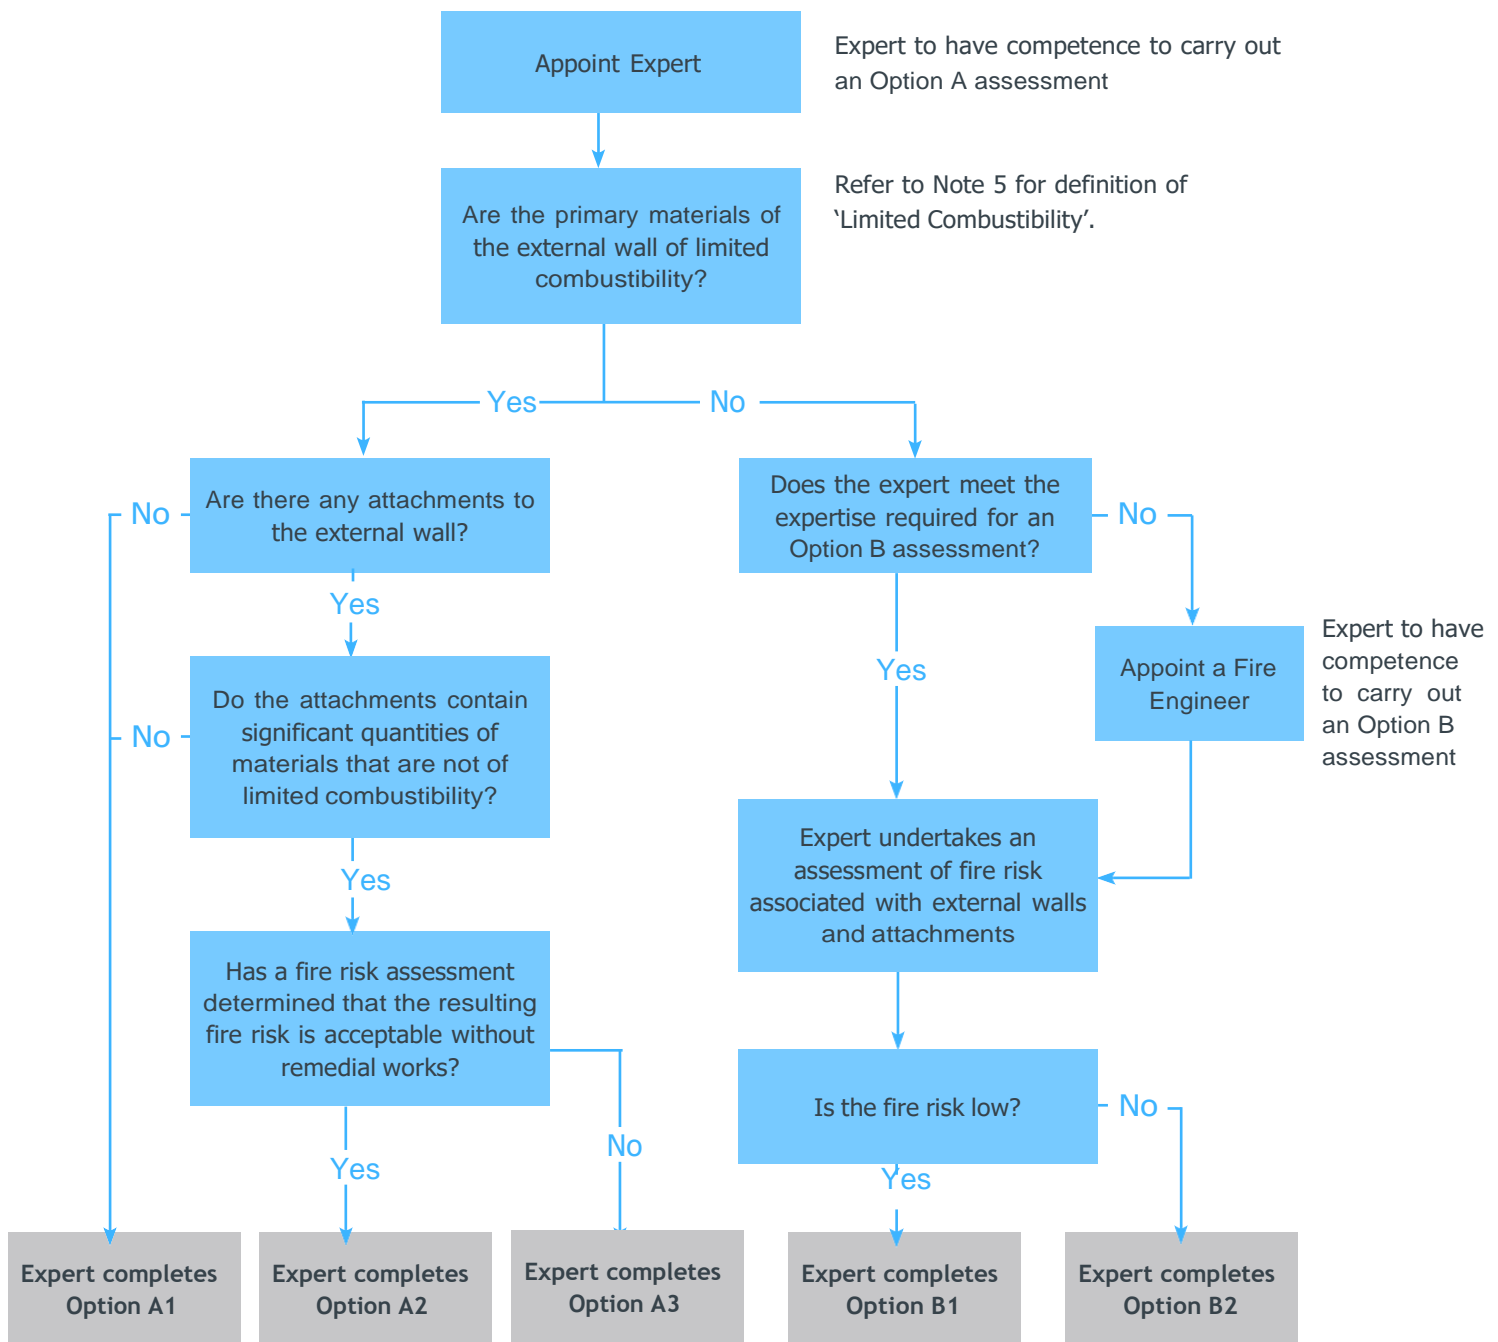 Appoint Expert
Expert to have competence to carry out
an Option A assessment
Are the primary materials of
the external wall of limited
combustibility?
Refer to Note 5 for definition of
‘Limited Combustibility’.
Yes
No
Are there any attachments to
the external wall?
No
Yes
Does the expert meet the
expertise required for an
Option B assessment?
No
Yes
Appoint a Fire
Engineer
Expert to have
competence
to carry out
an Option B
assessment
Do the attachments contain
significant quantities of
materials that are not of
limited combustibility?
No
Yes
Expert undertakes an
assessment of fire risk
associated with external walls
and attachments
Has a fire risk assessment
determined that the resulting
fire risk is acceptable without
remedial works?
Yes
No
Is the fire risk low?
No
Yes
Expert completes
Option A1
Expert completes
Option A2
Expert completes
Option A3
Expert completes
Option B1
Expert completes
Option B2